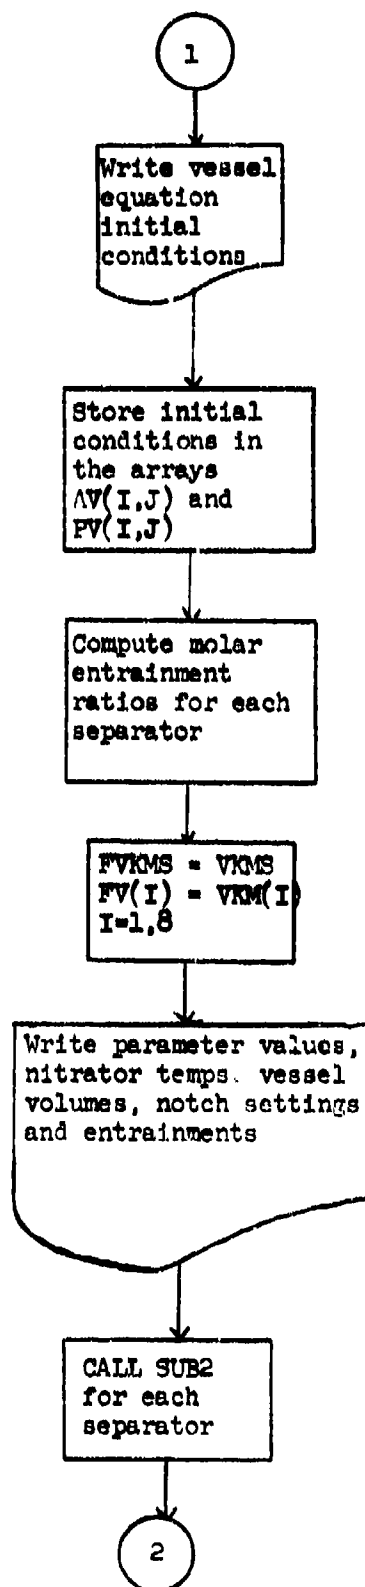 1
Write vessel
equation
initial
conditions
Store initial
conditions in
the arrays
AV(I,J) and
PV(I,J)
Compute molar
entrainment
ratios for each
separator
FVKMS = VKMS
FV(I) = VKM(I)
I=1,8
Write parameter values,
nitrator temps. vessel
volumes, notch settings
and entrainments
CALL SUB2
for each
separator
2